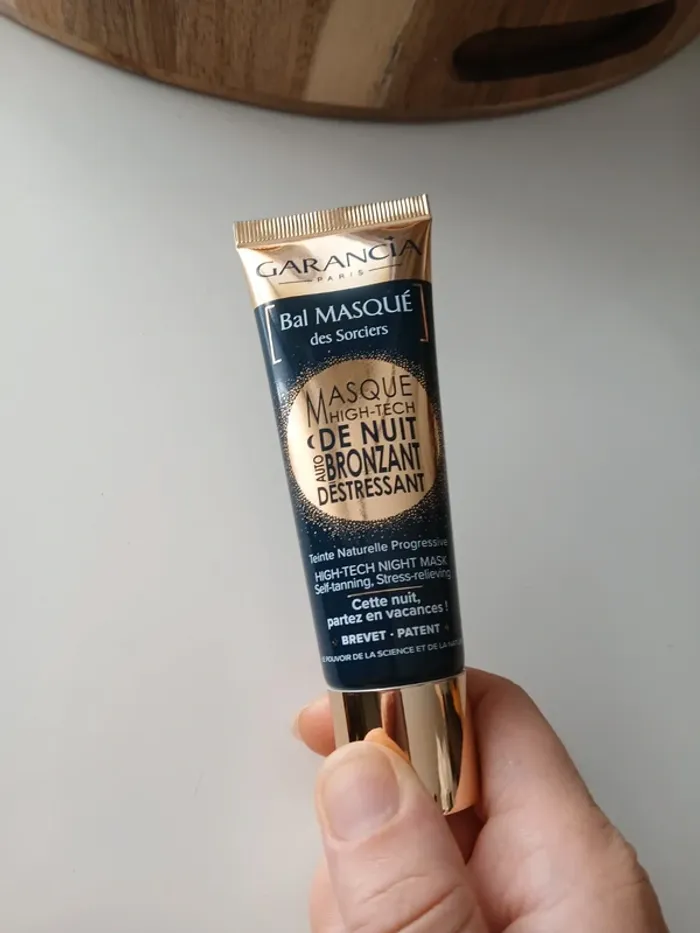 GARANCIA
PARIS
Bal MASQUÉ
des Sorciers
MASQUE
HIGH-TECH
DE NUIT
AUTO
BRONZANT
DÉSTRESSANT
Teinte Naturelle Progressive
HIGH-TECH NIGHT MASK
Self-tanning, Stress-relieving
Cette nuit,
partez en vacances !
BREVET · PATENT
POUVOIR DE LA SCIENCE ET DE LA